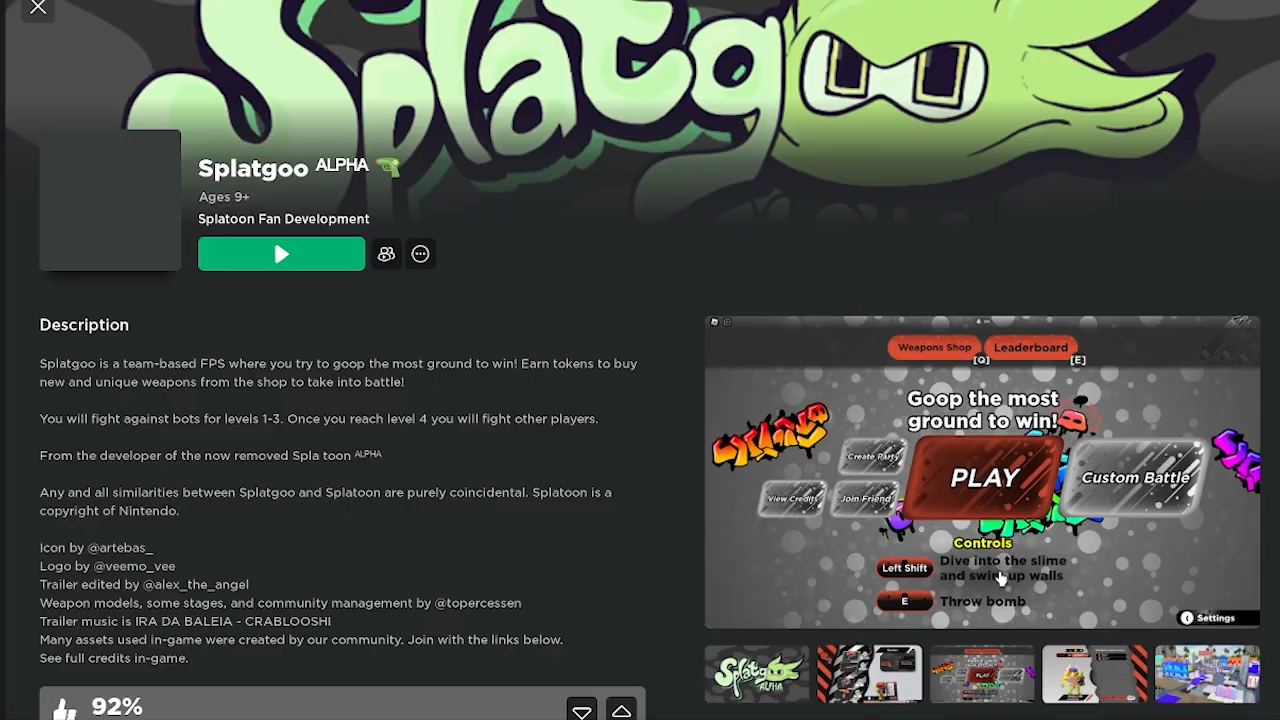 Splatgoo
Splatgoo ALPHA
Ages 9+
Splatoon Fan Development
Description
Splatgoo is a team-based FPS where you try to goop the most ground to win! Earn tokens to buy
new and unique weapons from the shop to take into battle!
You will fight against bots for levels 1-3. Once you reach level 4 you will fight other players.
From the developer of the now removed Spla toon ALPHA
Any and all similarities between Splatgoo and Splatoon are purely coincidental. Splatoon is a
copyright of Nintendo.
Icon by @artebas_
Logo by @veemo_vee
Trailer edited by @alex_the_angel
Weapon models, some stages, and community management by @topercessen
Trailer music is IRA DA BALEIA - CRABLOOSHI
Many assets used in-game were created by our community. Join with the links below.
See full credits in-game.
92%
Weapons Shop
Leaderboard
[Q]
[E]
Goop the most
ground to win!
Create Party
PLAY
Custom Battle
View Credits
Join Friend
Controls
Left Shift
Dive into the slime
and swim up walls
E
Throw bomb
Settings
Splatgoo
ALPHA